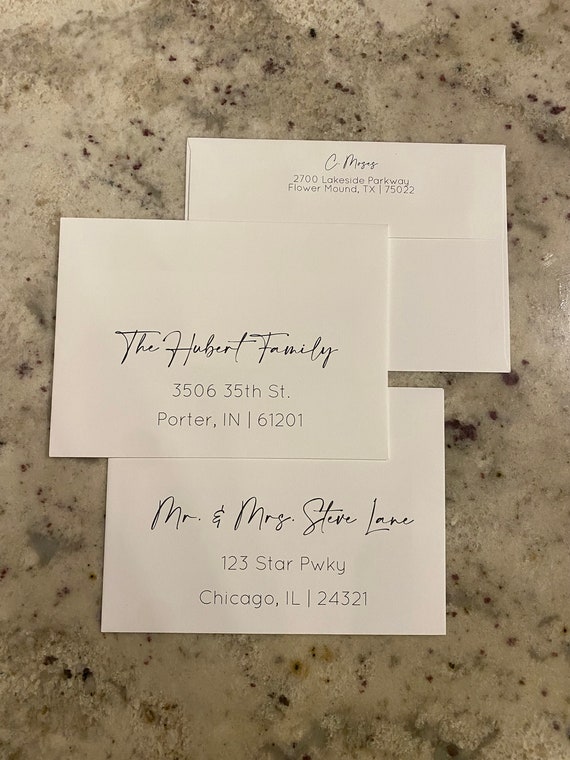 C. Moses
2700 Lakeside Parkway
Flower Mound, TX | 75022
The Hubert Family
3506 35th St.
Porter, IN | 61201
Mr. & Mrs. Steve Lane
123 Star Pwky
Chicago, IL | 24321